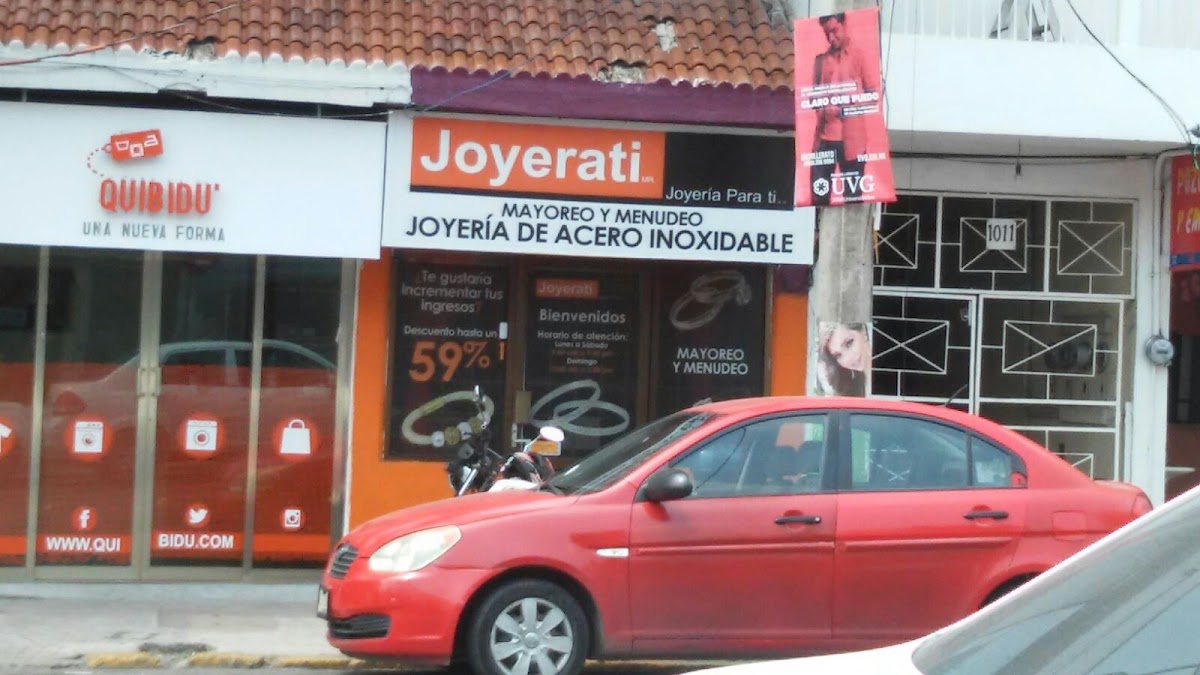 QUIBIDU'
UNA NUEVA FORMA
WWW.QUI
BIDU.COM
Joyerati
Joyería Para ti..
MAYOREO Y MENUDEO
JOYERÍA DE ACERO INOXIDABLE
¿Te gustaría
Incrementar tus
ingresos?
Descuento hasta un
59%
Joyerati
Bienvenidos
Horario de atención:
Lunes a Sábado
Domingo
MAYOREO
Y MENUDEO
CLARO QUE PUEDO
BACHILLERATO
UVG
1011